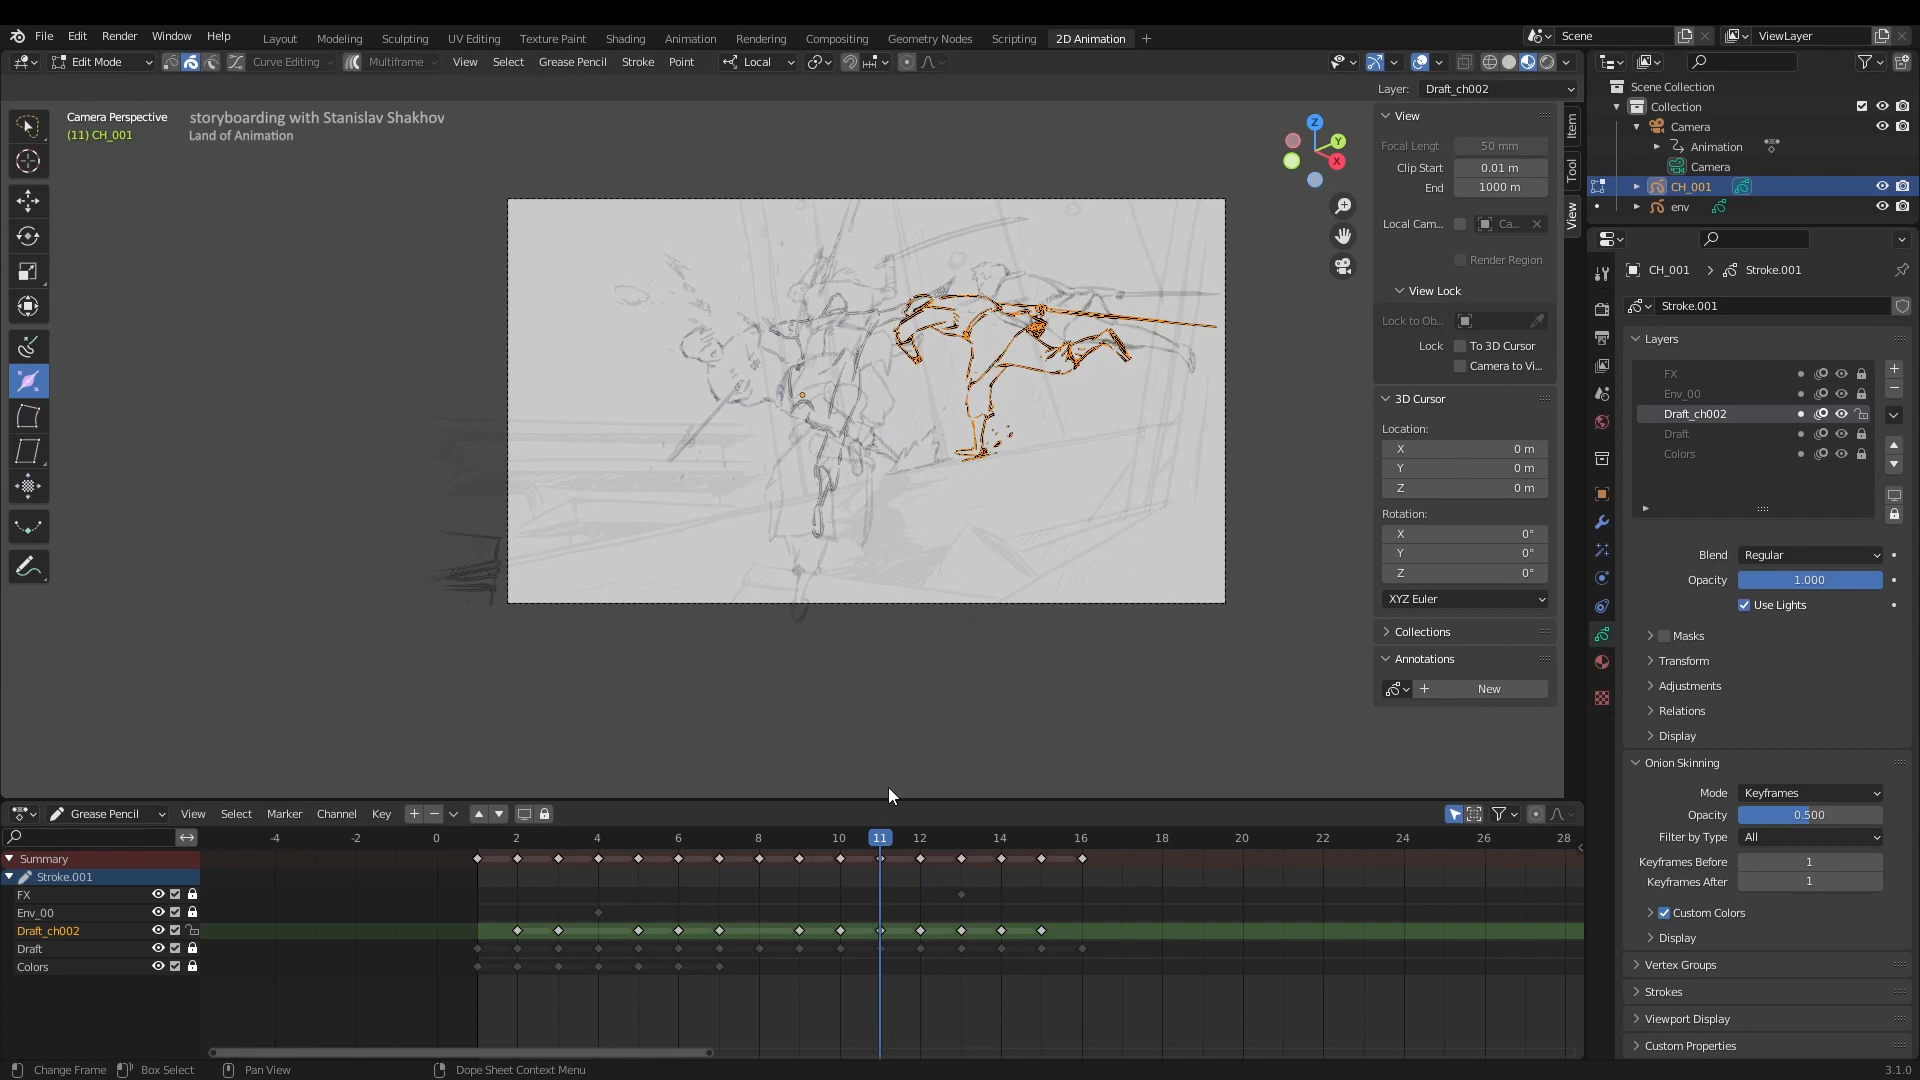 File Edit Render Window Help
Layout Modeling Sculpting UV Editing Texture Paint Shading Animation Rendering Compositing Geometry Nodes Scripting 2D Animation +
Scene
ViewLayer
Edit Mode Curve Editing Multiframe View Select Grease Pencil Stroke Point Local
Layer: Draft_ch002
Camera Perspective
(11) CH_001
storyboarding with Stanislav Shakhov
Land of Animation
Z
Y
X
View
Focal Lengt 50 mm
Clip Start 0.01 m
End 1000 m
Local Cam... Ca...
Render Region
View Lock
Lock to Ob...
Lock To 3D Cursor
Camera to Vi...
3D Cursor
Location:
X 0 m
Y 0 m
Z 0 m
Rotation:
X 0°
Y 0°
Z 0°
XYZ Euler
Collections
Annotations
+ New
Item
Tool
View
Scene Collection
Collection
Camera
Animation
Camera
CH_001
env
CH_001 Stroke.001
Stroke.001
Layers
FX
Env_00
Draft_ch002
Draft
Colors
Blend Regular
Opacity 1.000
Use Lights
Masks
Transform
Adjustments
Relations
Display
Onion Skinning
Mode Keyframes
Opacity 0.500
Filter by Type All
Keyframes Before 1
Keyframes After 1
Custom Colors
Display
Vertex Groups
Strokes
Viewport Display
Custom Properties
Grease Pencil View Select Marker Channel Key
-4 -2 0 2 4 6 8 10 11 12 14 16 18 20 22 24 26 28
Summary
Stroke.001
FX
Env_00
Draft_ch002
Draft
Colors
Change Frame Box Select Pan View Dope Sheet Context Menu 3.1.0